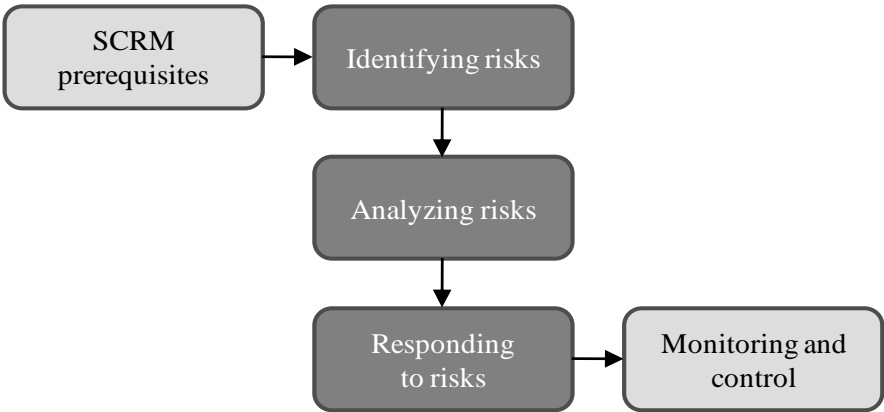 SCRM
prerequisites
Identifying risks
Analyzing risks
Responding
to risks
Monitoring and
control